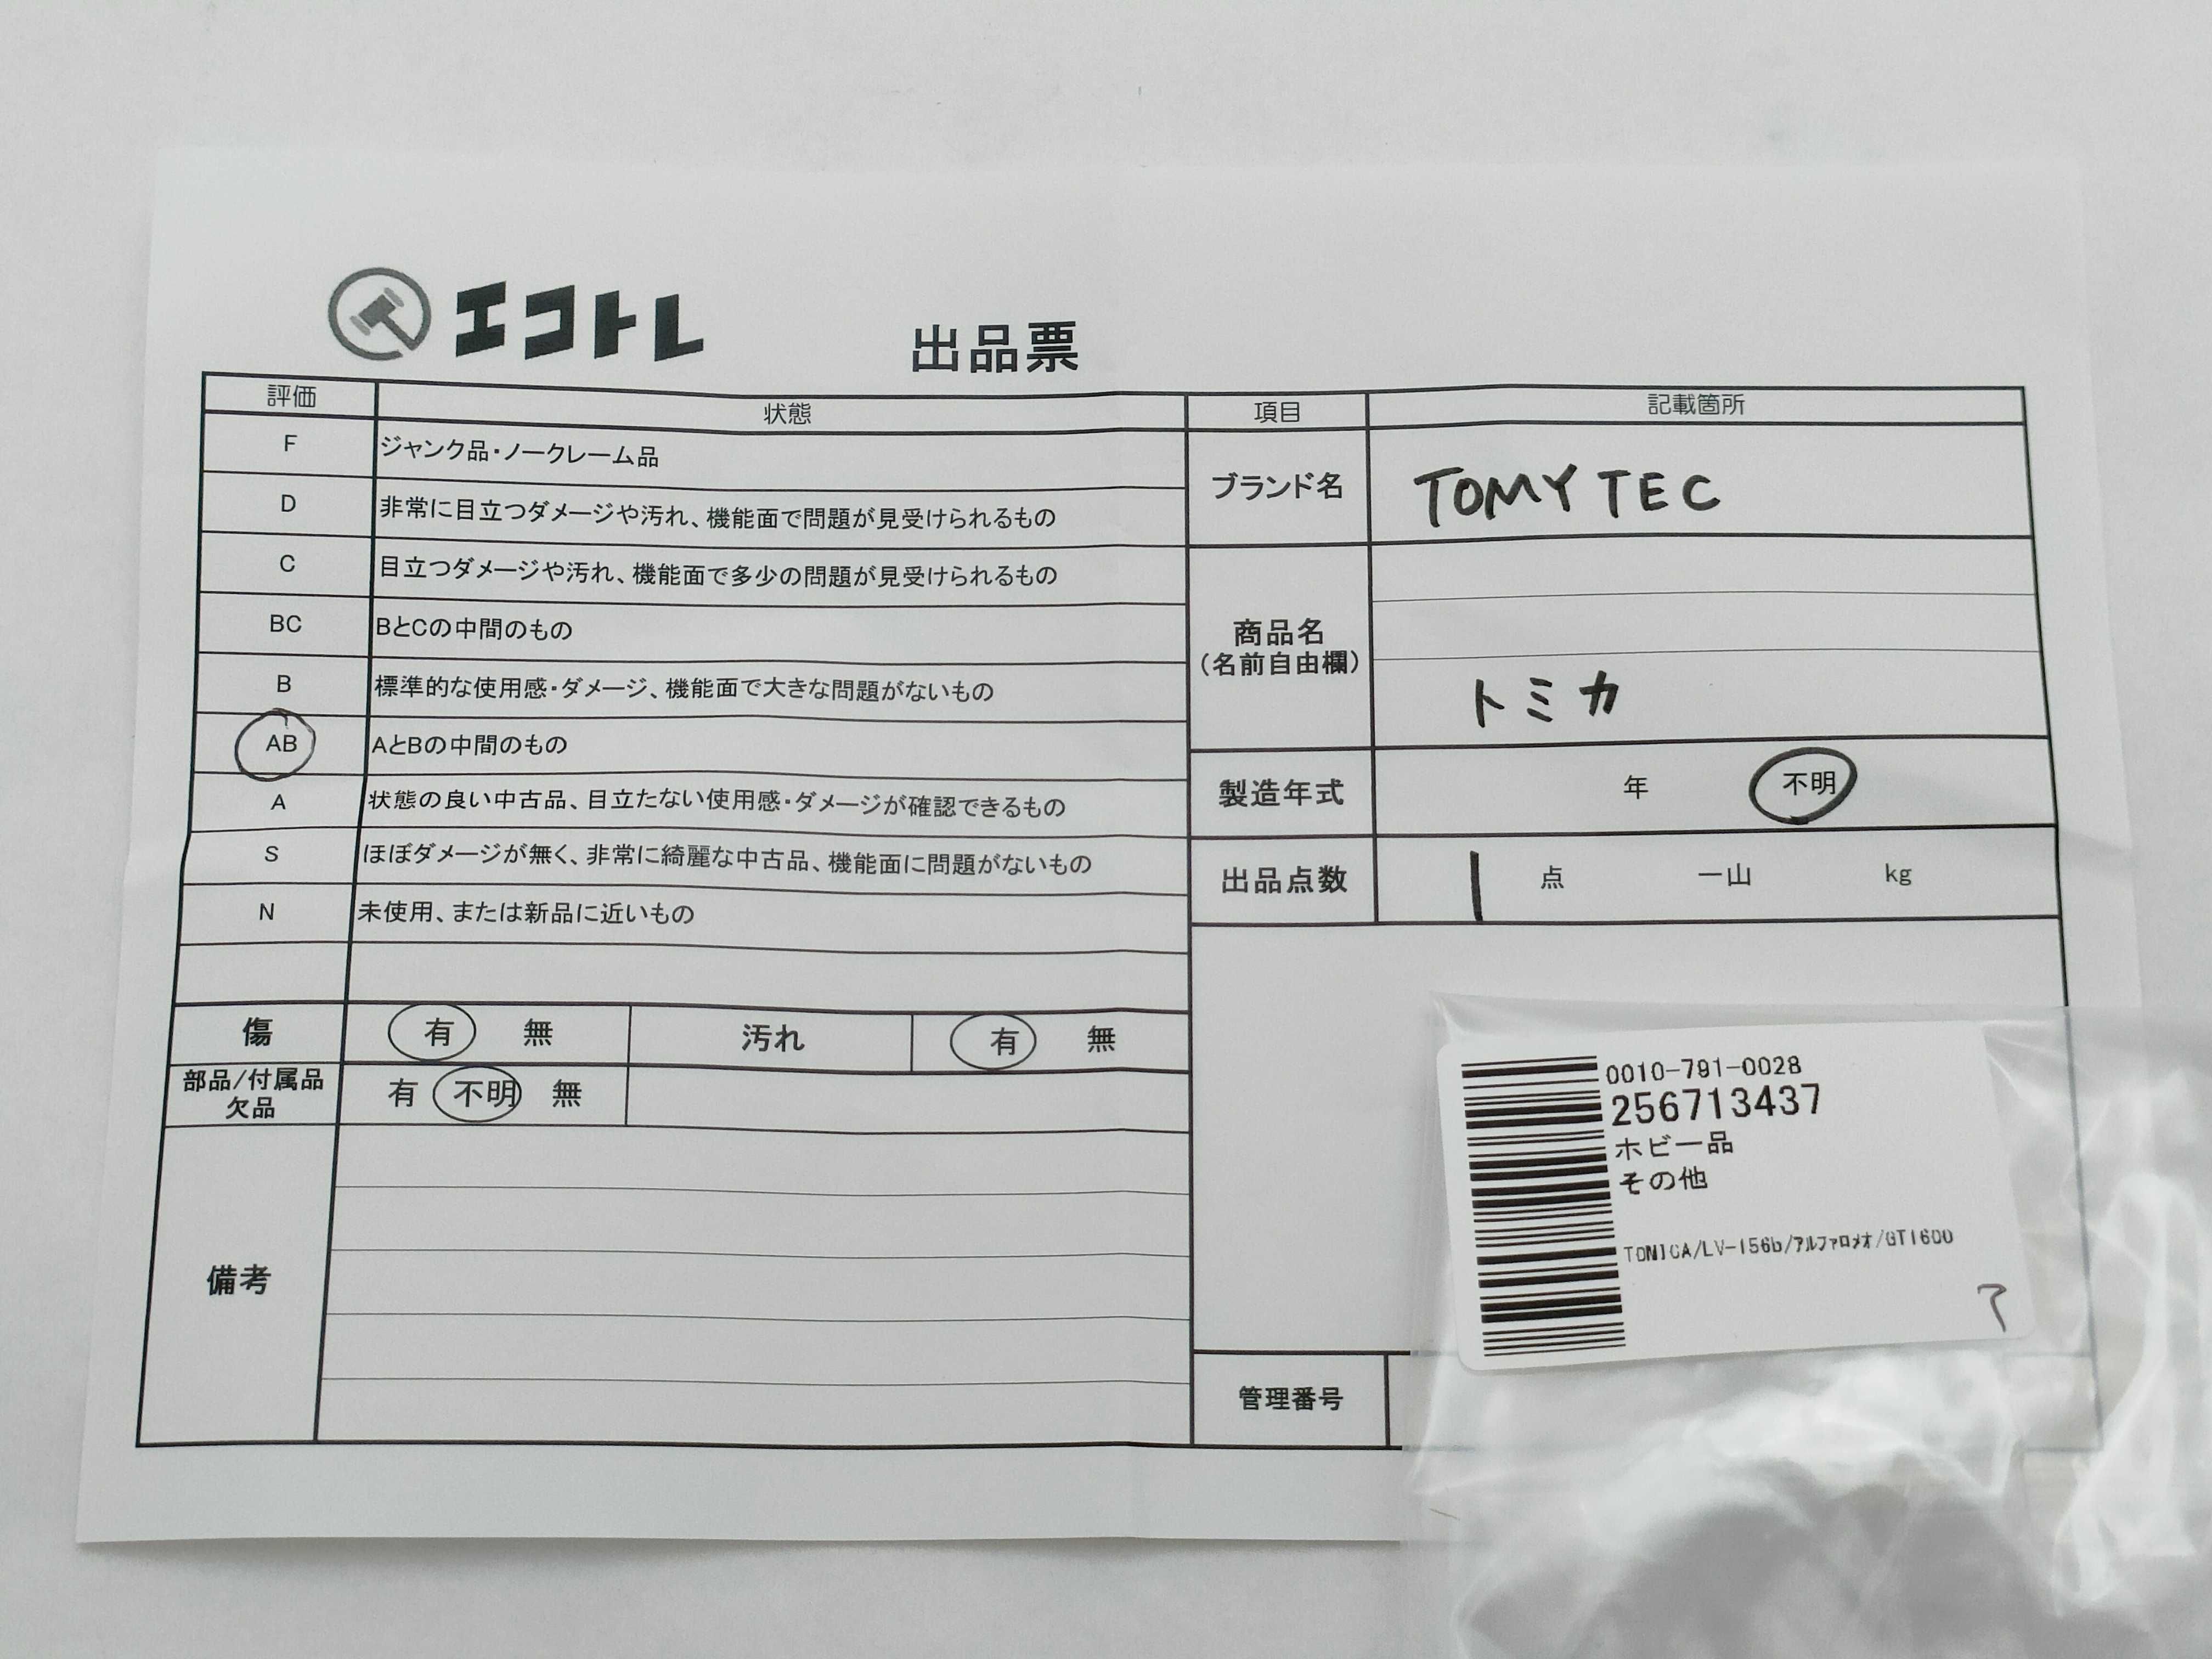 エコトレ
出品票
評価 状態
F ジャンク品・ノークレーム品
D 非常に目立つダメージや汚れ、機能面で問題が見受けられるもの
C 目立つダメージや汚れ、機能面で多少の問題が見受けられるもの
BC BとCの中間のもの
B 標準的な使用感・ダメージ、機能面で大きな問題がないもの
AB AとBの中間のもの
A 状態の良い中古品、目立たない使用感・ダメージが確認できるもの
S ほぼダメージが無く、非常に綺麗な中古品、機能面に問題がないもの
N 未使用、または新品に近いもの
傷 有 無 汚れ 有 無
部品/付属品
欠品
有 不明 無
備考
項目 記載箇所
ブランド名 TOMY TEC
商品名
(名前自由欄)
トミカ
製造年式 年 不明
出品点数 1 点 一山 kg
管理番号
0010-791-0028
256713437
ホビー品
その他
TOMICA/LV-156b/アルファロメオ/GT1600